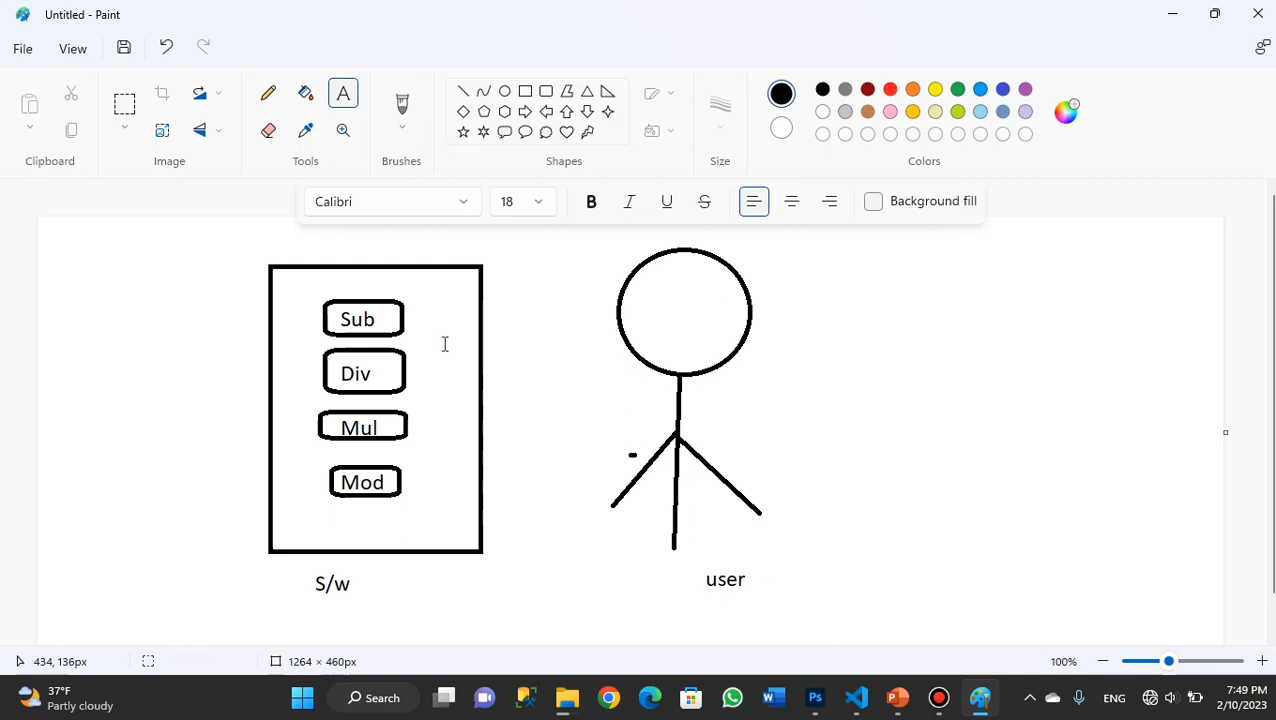 Untitled - Paint
File
View
Clipboard
Image
Tools
Brushes
Shapes
Size
Colors
Calibri
18
B
I
U
S
Background fill
Sub
Div
Mul
Mod
S/w
user
434, 136px
1264 × 460px
100%
37°F
Partly cloudy
Search
ENG
7:49 PM
2/10/2023